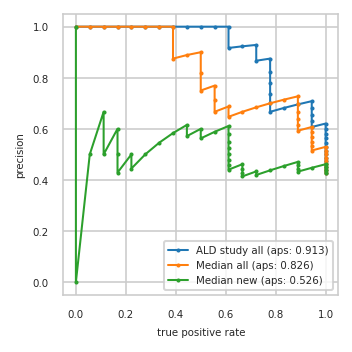 1.0
0.8
0.6
0.4
0.2
0.0
precision
ALD study all (aps: 0.913)
Median all (aps: 0.826)
Median new (aps: 0.526)
0.0 0.2 0.4 0.6 0.8 1.0
true positive rate